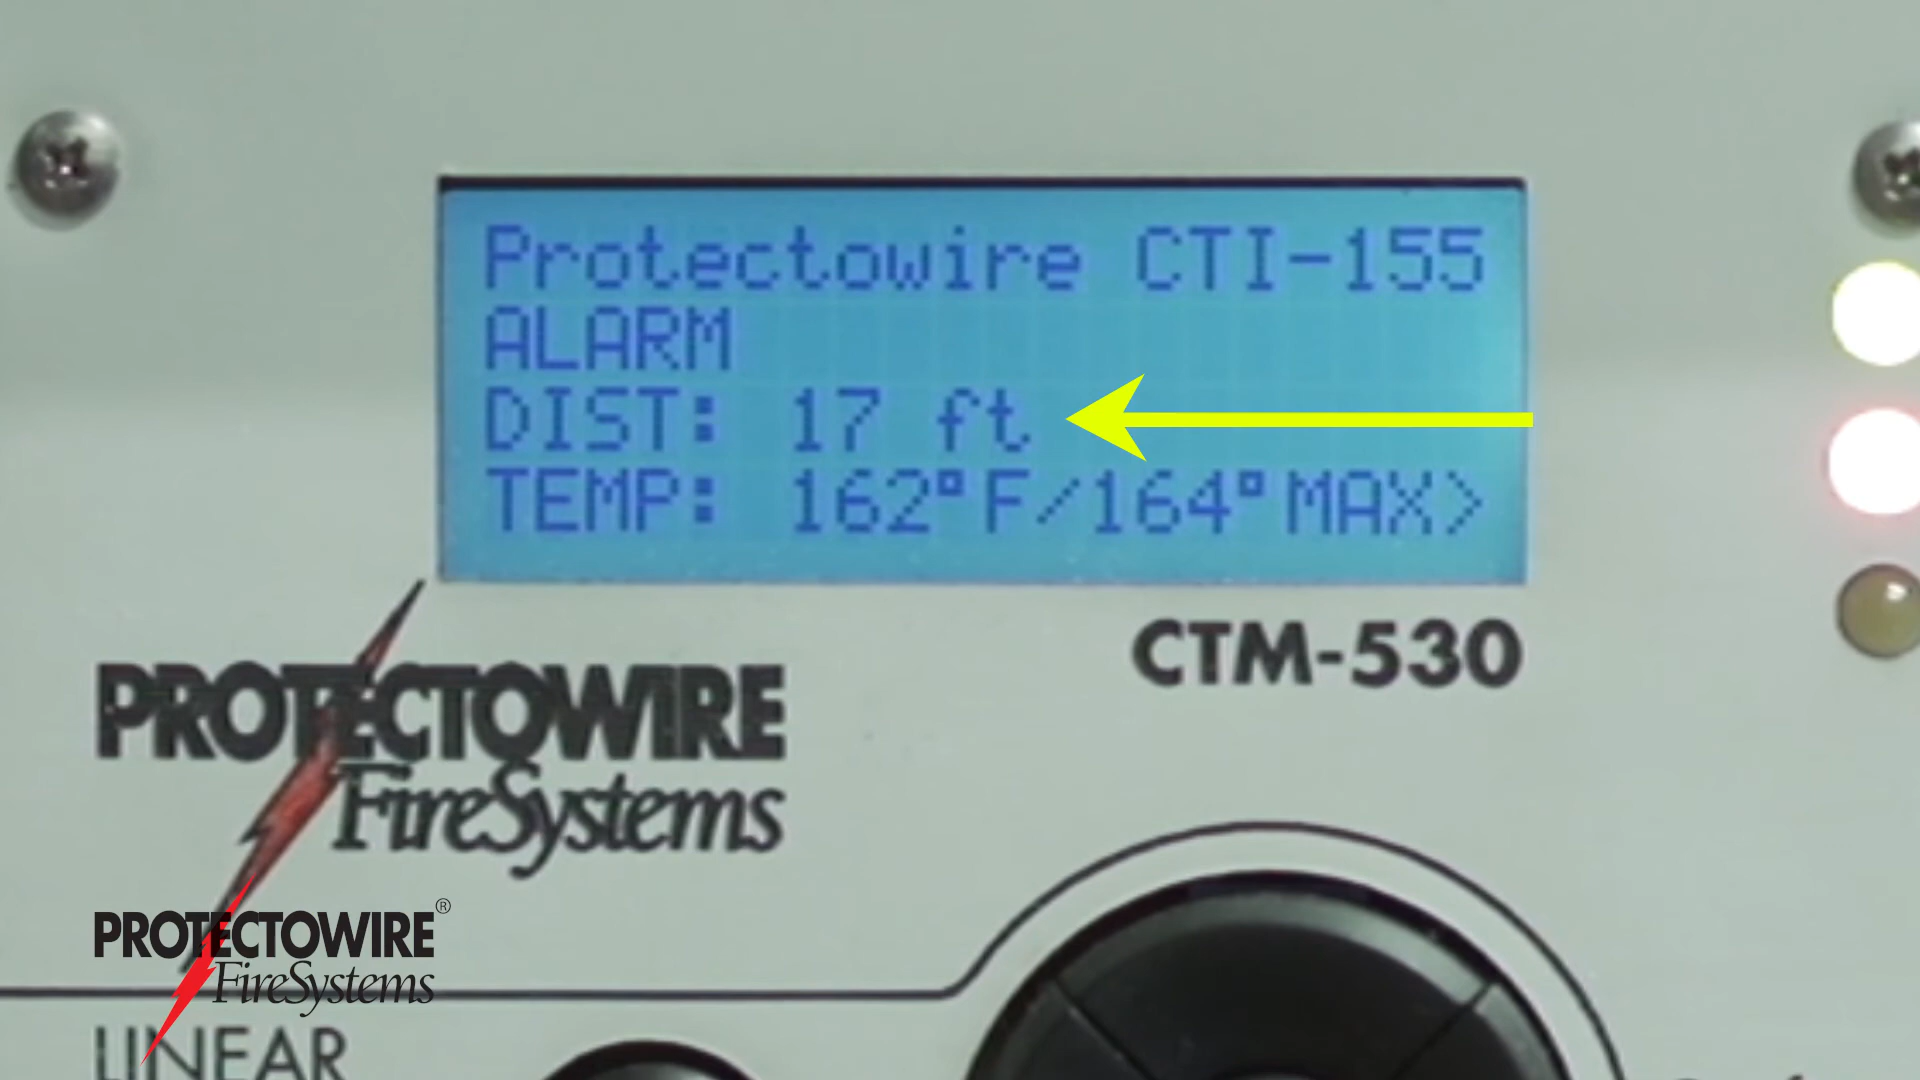 Protectowire CTI-155
ALARM
DIST: 17 ft
TEMP: 162°F/164°MAX>
CTM-530
PROTECTOWIRE
FireSystems
PROTECTOWIRE®
FireSystems
LINEAR